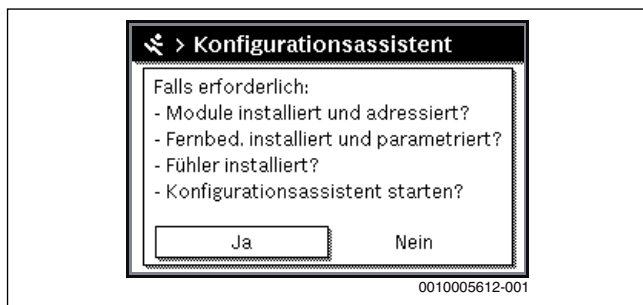 > Konfigurationsassistent
Falls erforderlich:
- Module installiert und adressiert?
- Fernbed. installiert und parametriert?
- Fühler installiert?
- Konfigurationsassistent starten?
Ja Nein
0010005612-001